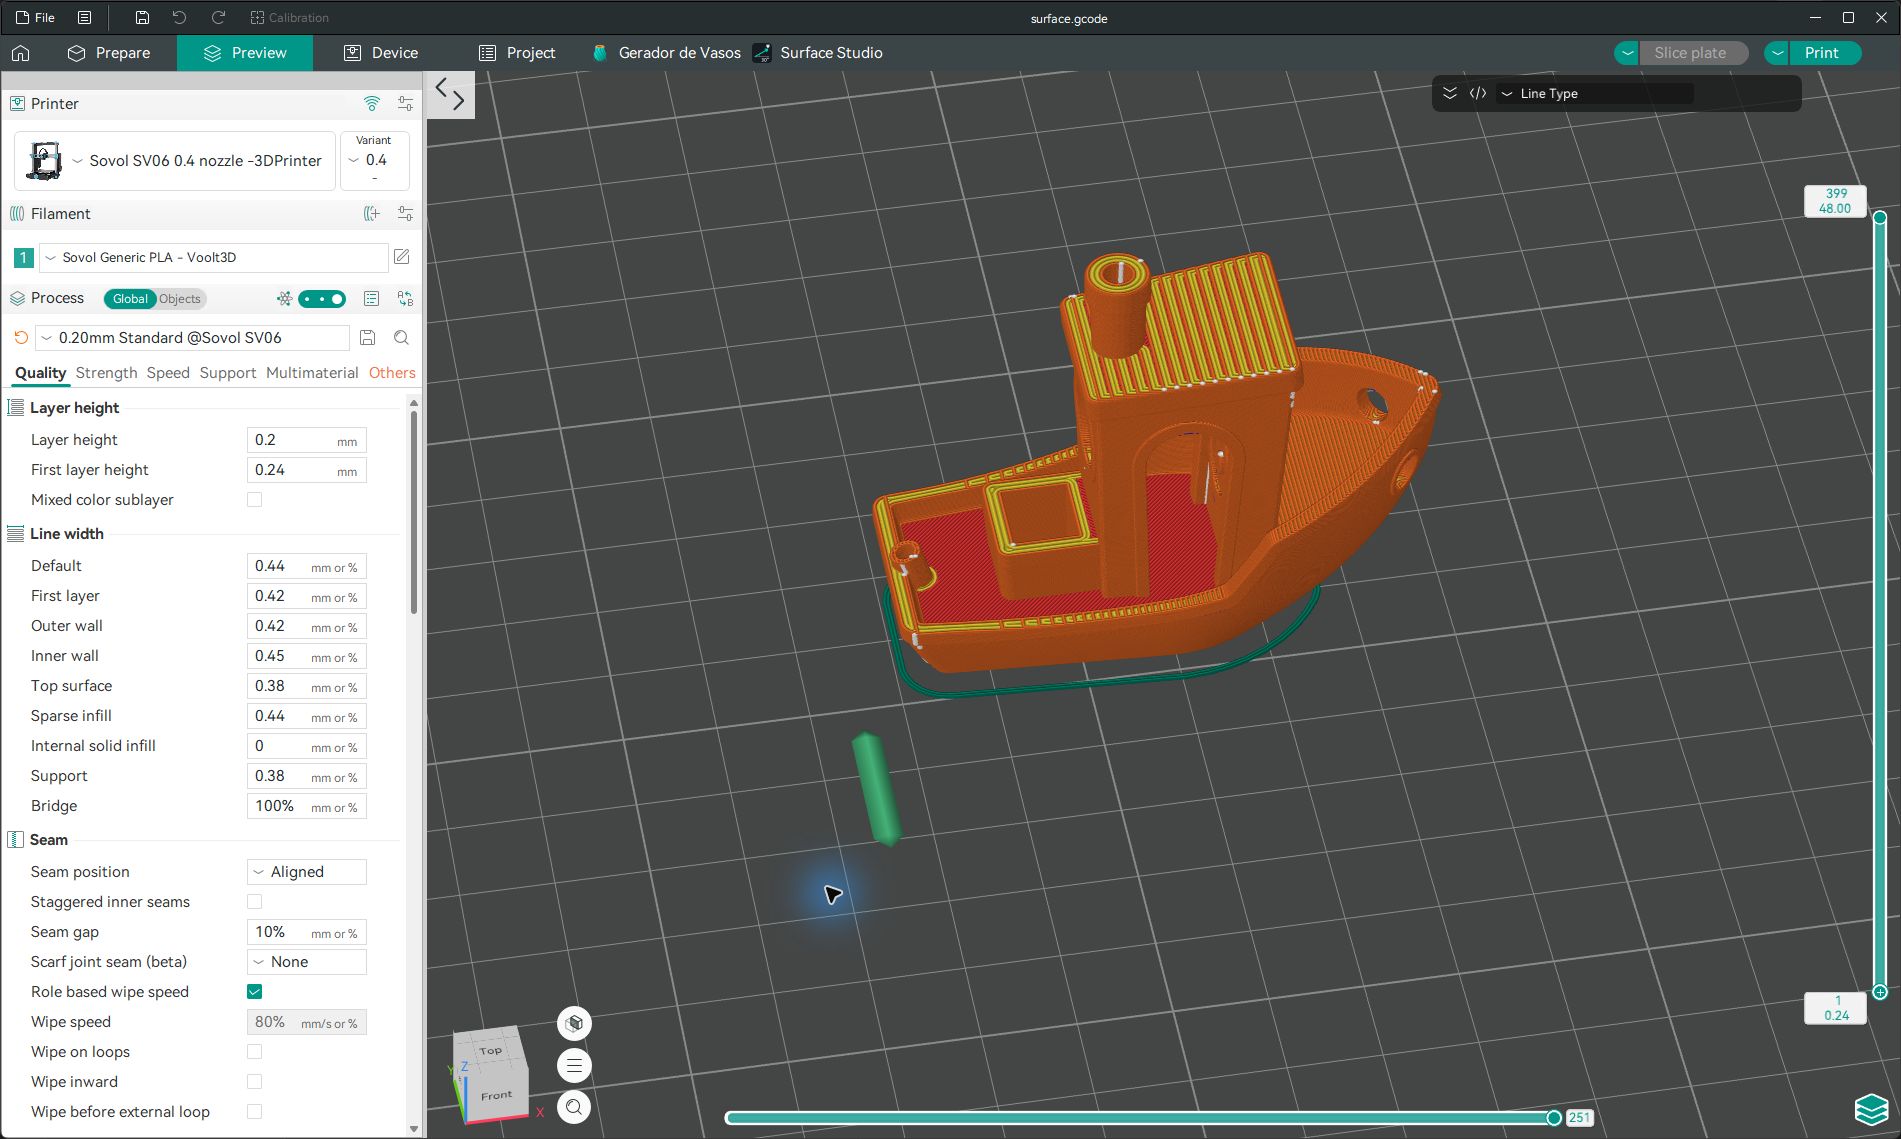 File
Calibration
surface.gcode
Prepare
Preview
Device
Project
Gerador de Vasos
Surface Studio
Slice plate
Print
Printer
Sovol SV06 0.4 nozzle -3DPrinter
Variant
0.4
-
Filament
1
Sovol Generic PLA - Voolt3D
Process
Global
Objects
0.20mm Standard @Sovol SV06
Quality
Strength
Speed
Support
Multimaterial
Others
Layer height
Layer height 0.2 mm
First layer height 0.24 mm
Mixed color sublayer
Line width
Default 0.44 mm or %
First layer 0.42 mm or %
Outer wall 0.42 mm or %
Inner wall 0.45 mm or %
Top surface 0.38 mm or %
Sparse infill 0.44 mm or %
Internal solid infill 0 mm or %
Support 0.38 mm or %
Bridge 100% mm or %
Seam
Seam position Aligned
Staggered inner seams
Seam gap 10% mm or %
Scarf joint seam (beta) None
Role based wipe speed
Wipe speed 80% mm/s or %
Wipe on loops
Wipe inward
Wipe before external loop
Line Type
399
48.00
1
0.24
Top
Front
Z
Y
X
251